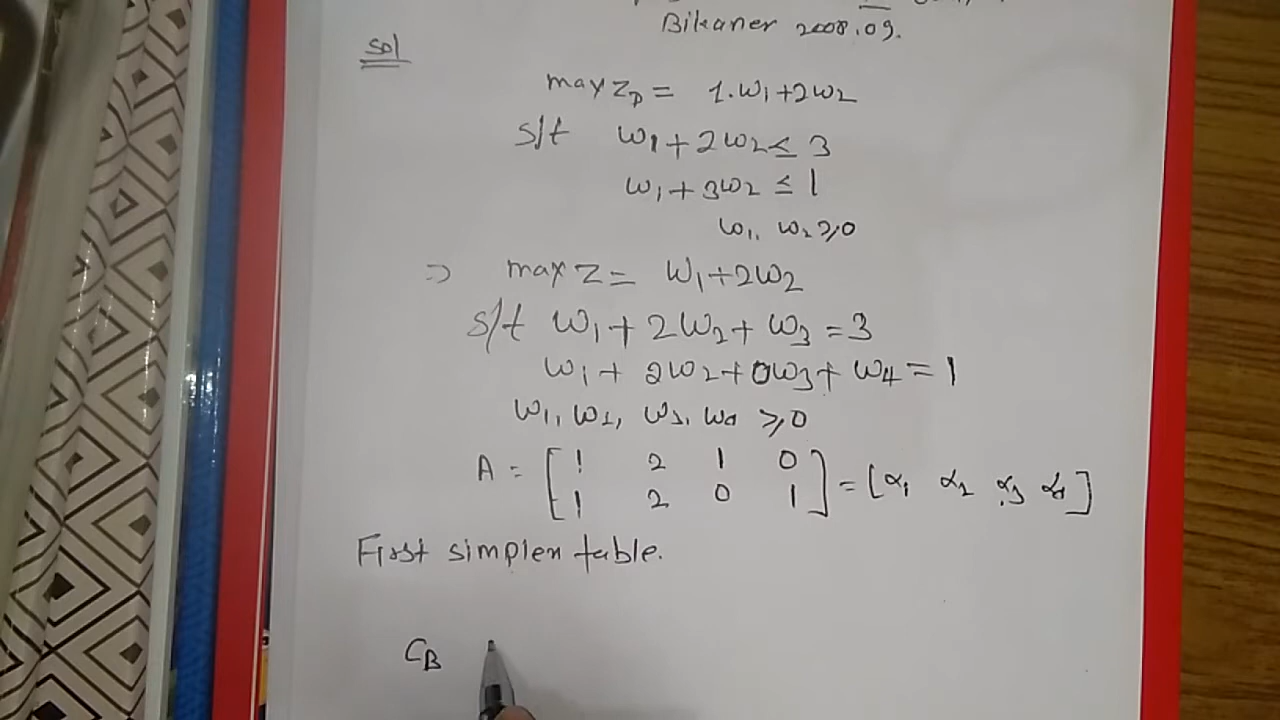 Bikaner 2008.09.
sol
max Z_D = 1.w₁+2w₂
s/t w₁+2w₂ ≤ 3
w₁+3w₂ ≤ 1
w₁, w₂ ≥0
⇒ max Z = w₁+2w₂
s/t w₁+2w₂+w₃=3
w₁+2w₂+0w₃+w₄=1
w₁, w₂, w₃, w₄ ≥0
A = [1 2 1 0 = [α₁ α₂ α₃ α₄]
1 2 0 1]
First simplex table.
C_B